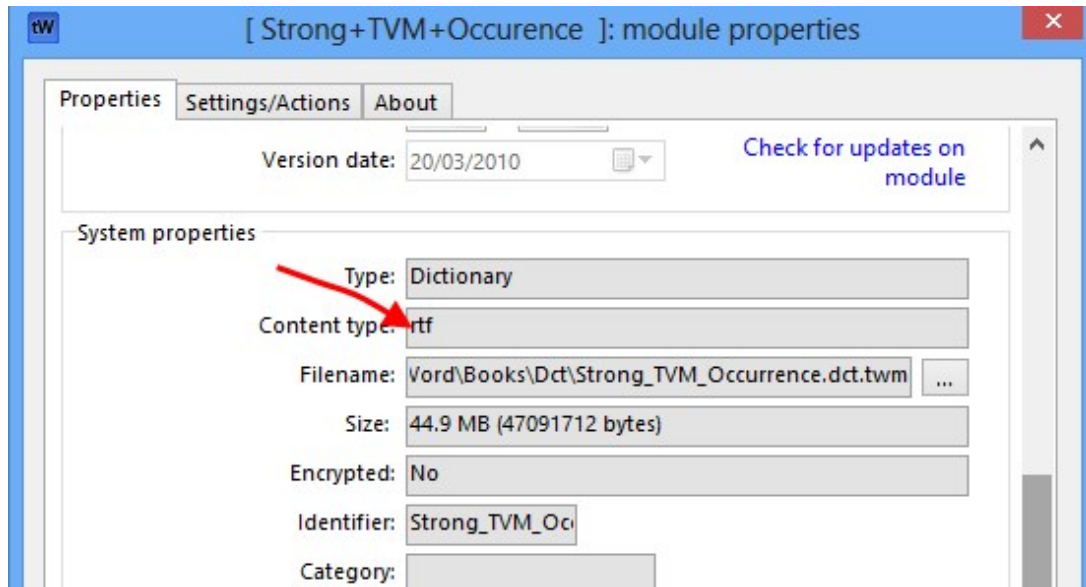 tW [ Strong+TVM+Occurence ]: module properties
Properties Settings/Actions About
Version date: 20/03/2010
Check for updates on
module
System properties
Type: Dictionary
Content type: rtf
Filename: Word\Books\Dct\Strong_TVM_Occurrence.dct.twm ...
Size: 44.9 MB (47091712 bytes)
Encrypted: No
Identifier: Strong_TVM_Oc
Category: